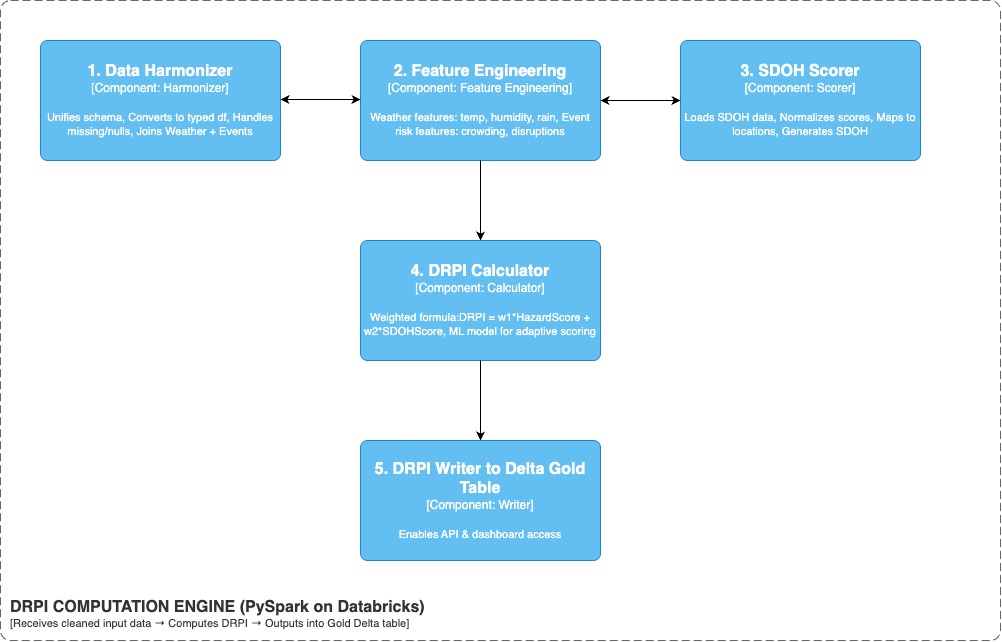 1. Data Harmonizer
[Component: Harmonizer]
Unifies schema, Converts to typed df, Handles
missing/nulls, Joins Weather + Events
2. Feature Engineering
[Component: Feature Engineering]
Weather features: temp, humidity, rain, Event
risk features: crowding, disruptions
3. SDOH Scorer
[Component: Scorer]
Loads SDOH data, Normalizes scores, Maps to
locations, Generates SDOH
4. DRPI Calculator
[Component: Calculator]
Weighted formula:DRPI = w1*HazardScore +
w2*SDOHScore, ML model for adaptive scoring
5. DRPI Writer to Delta Gold
Table
[Component: Writer]
Enables API & dashboard access
DRPI COMPUTATION ENGINE (PySpark on Databricks)
[Receives cleaned input data → Computes DRPI → Outputs into Gold Delta table]